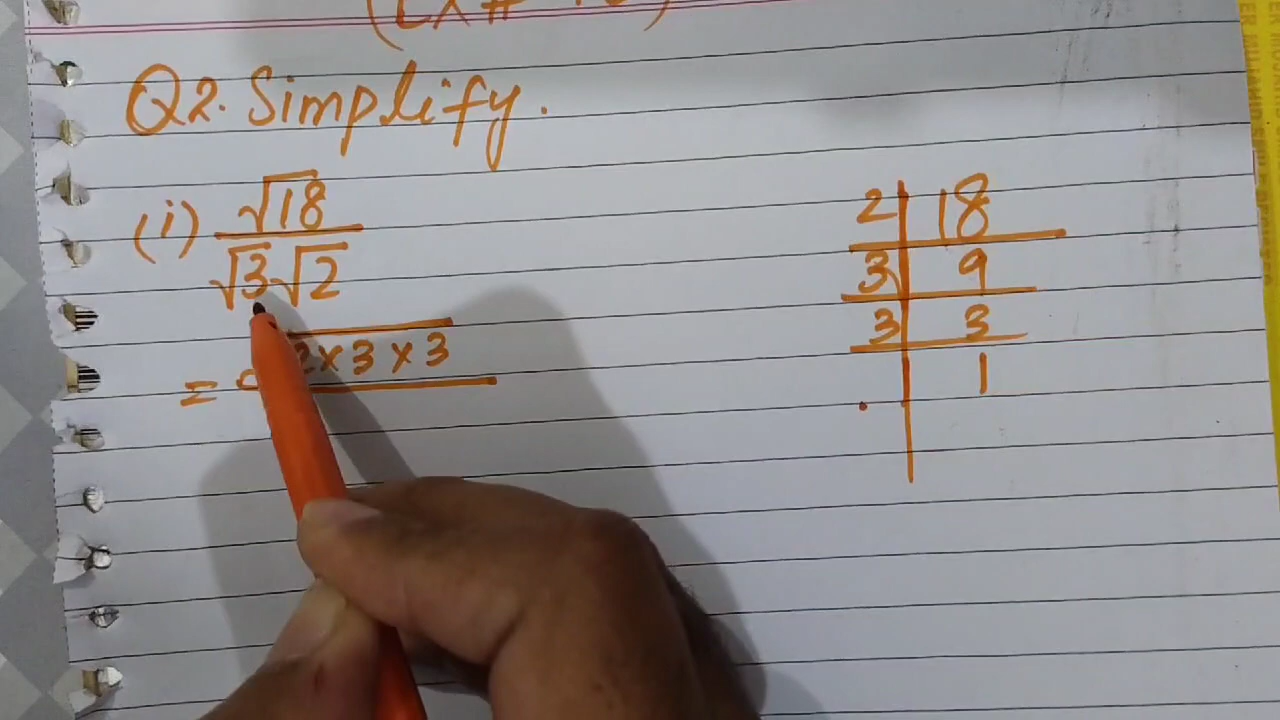 Q2. Simplify.
(i) √18 / √3 √2
= 2 × 3 × 3
2 | 18
3 | 9
3 | 3
1